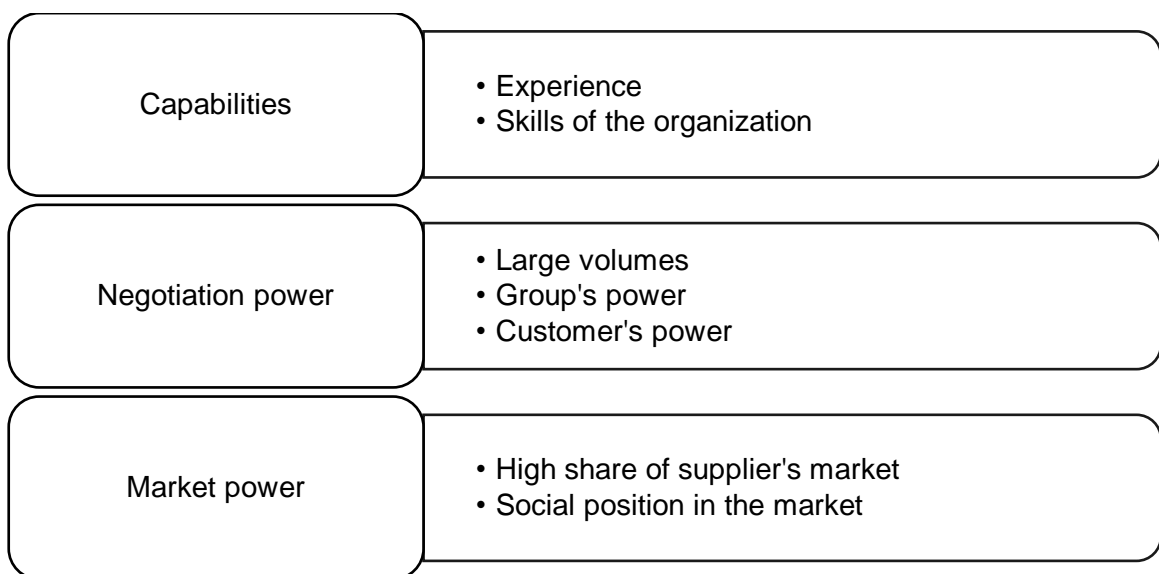 Capabilities
• Experience
• Skills of the organization
Negotiation power
• Large volumes
• Group's power
• Customer's power
Market power
• High share of supplier's market
• Social position in the market